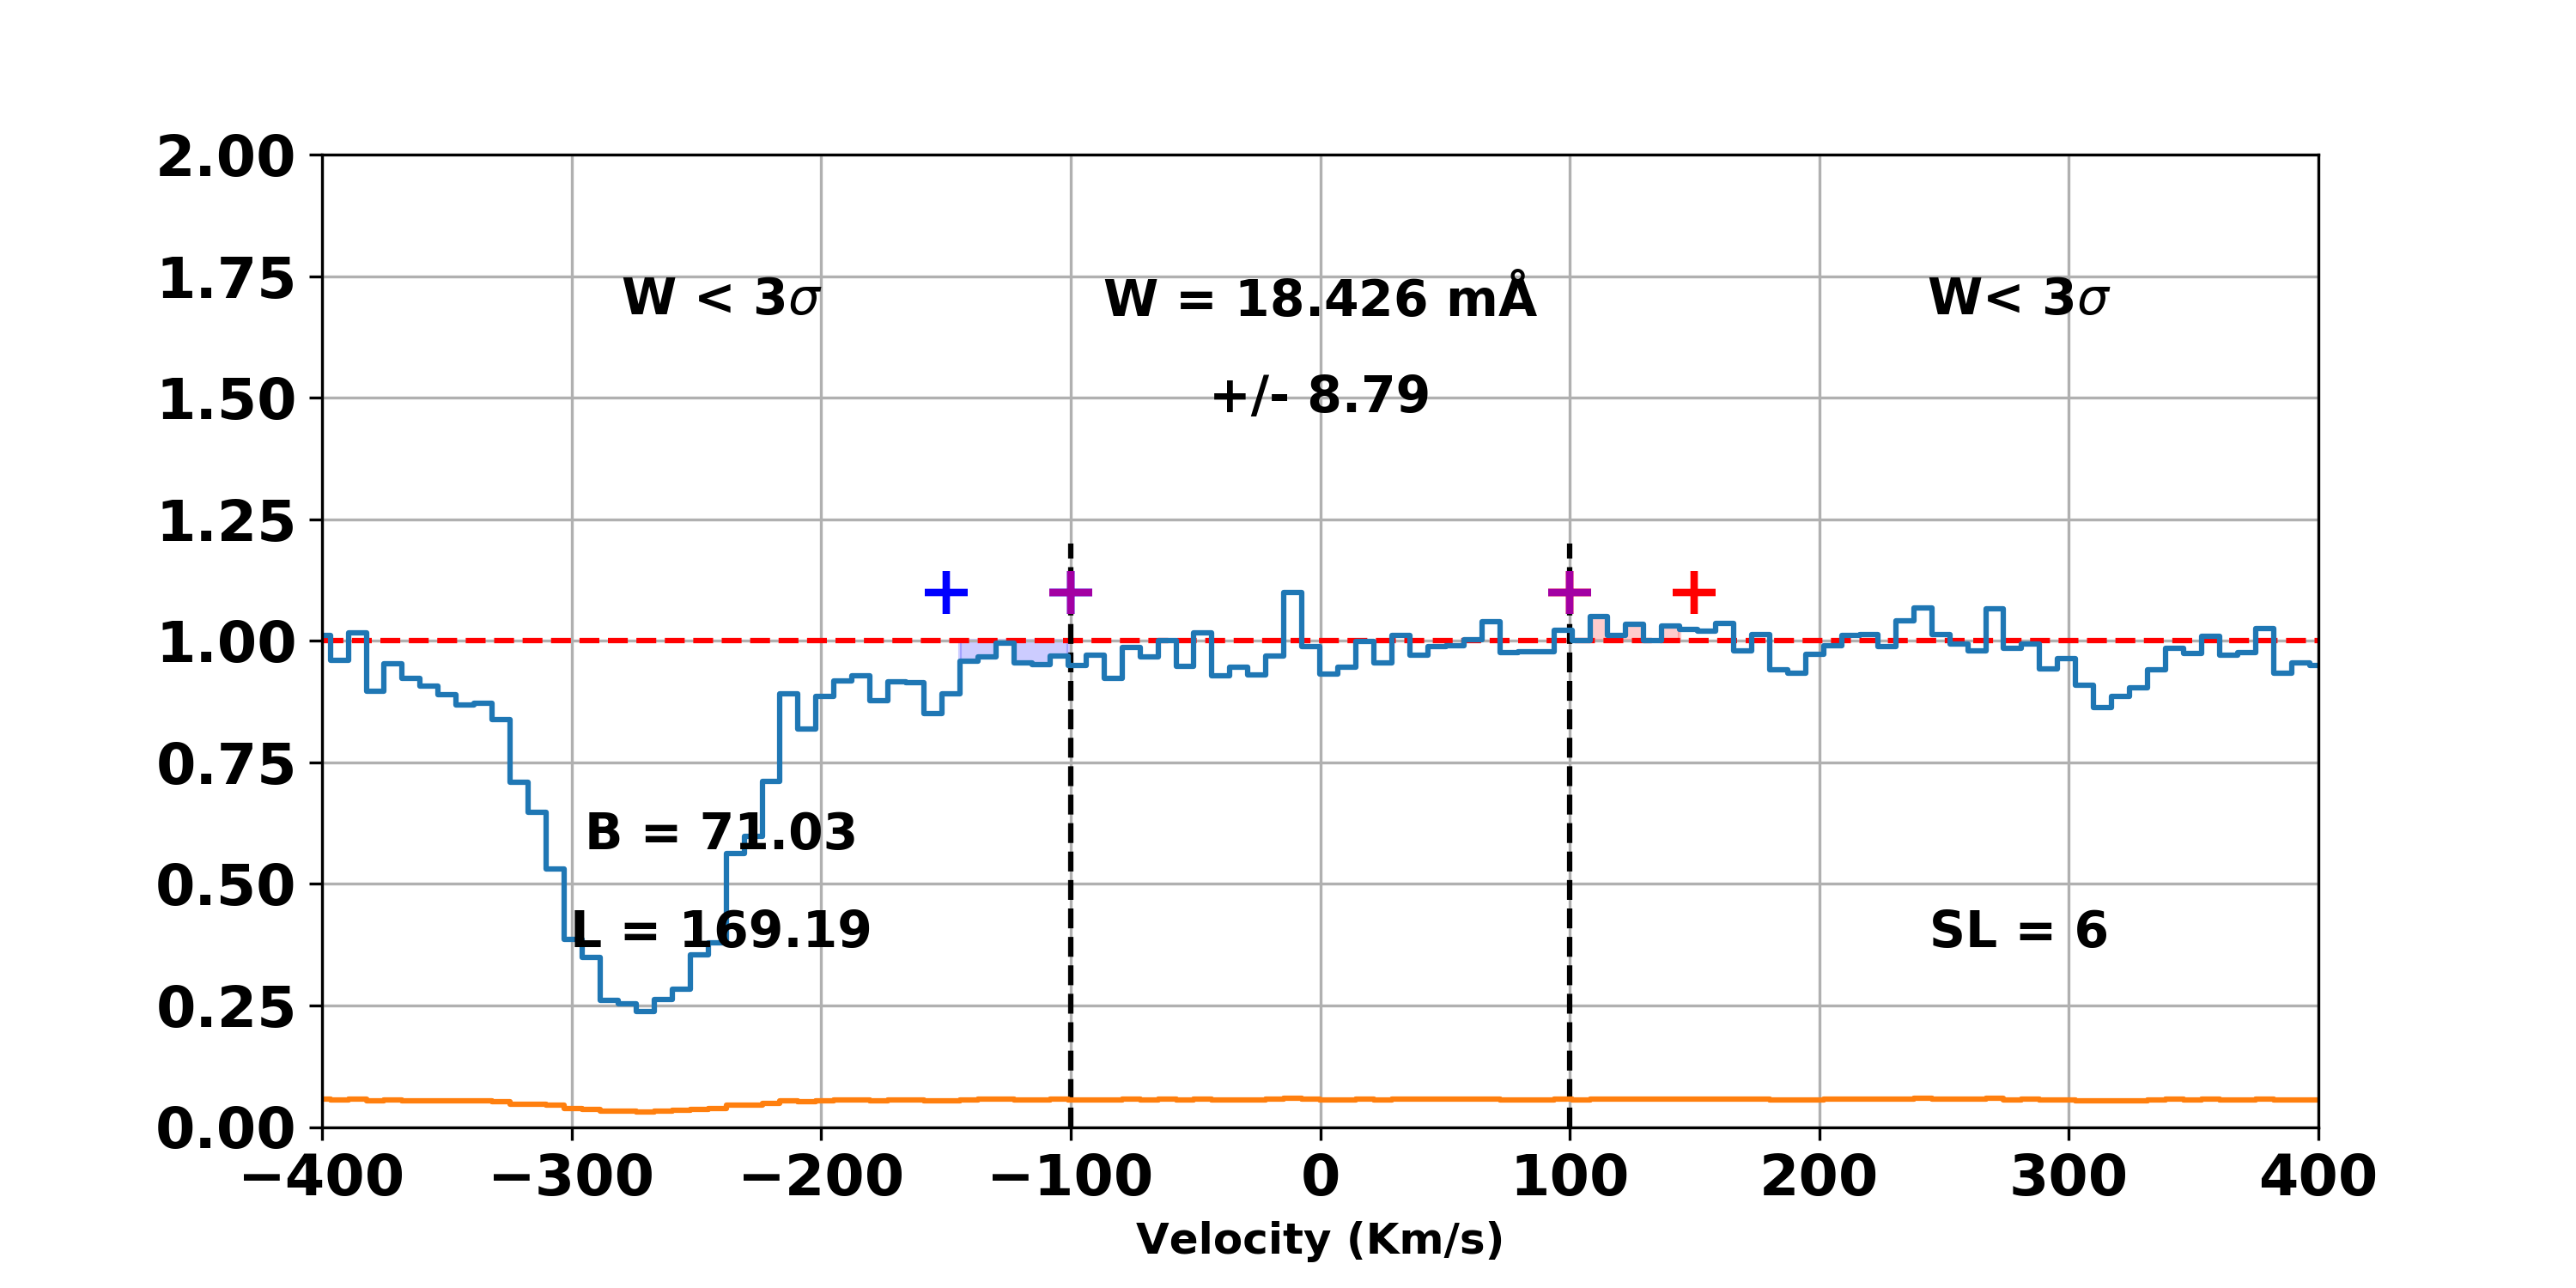 2.00
1.75
1.50
1.25
1.00
0.75
0.50
0.25
0.00
W < 3σ
W = 18.426 mÅ
+/- 8.79
W< 3σ
B = 71.03
L = 169.19
SL = 6
−400 −300 −200 −100 0 100 200 300 400
Velocity (Km/s)